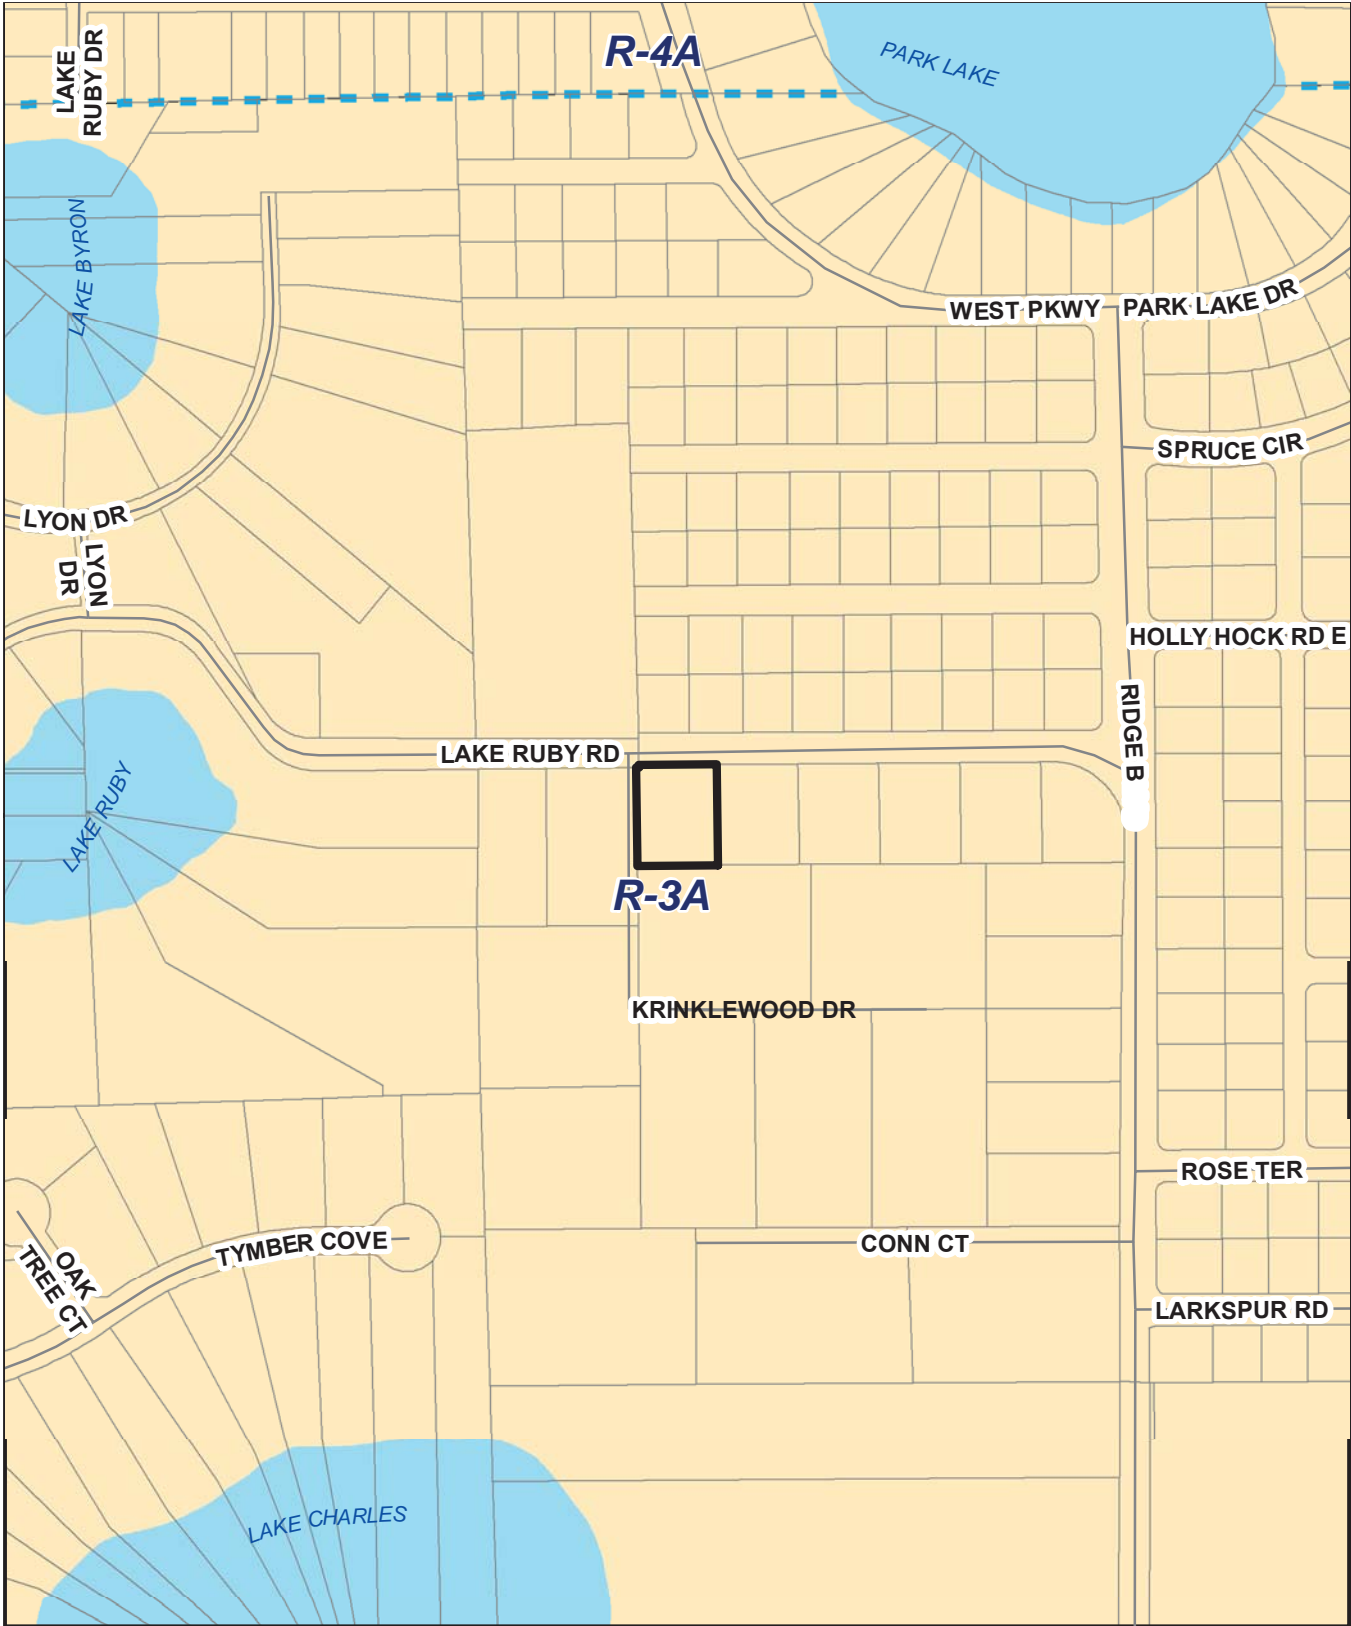 LAKE
RUBY DR
R-4A
PARK LAKE
LAKE BYRON
WEST PKWY
PARK LAKE DR
SPRUCE CIR
LYON DR
LYON
DR
HOLLY HOCK RD E
RIDGE B
LAKE RUBY RD
LAKE RUBY
R-3A
KRINKLEWOOD DR
ROSE TER
TYMBER COVE
CONN CT
OAK
TREE CT
LARKSPUR RD
LAKE CHARLES